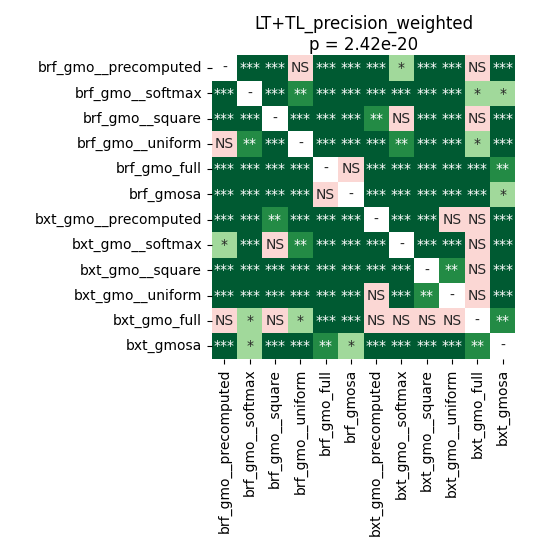 LT+TL_precision_weighted
p = 2.42e-20
brf_gmo__precomputed - *** *** NS *** *** *** * *** *** NS ***
brf_gmo__softmax *** - *** ** *** *** *** *** *** *** * *
brf_gmo__square *** *** - *** *** *** ** NS *** *** NS ***
brf_gmo__uniform NS ** *** - *** *** *** ** *** *** * ***
brf_gmo_full *** *** *** *** - NS *** *** *** *** *** **
brf_gmosa *** *** *** *** NS - *** *** *** *** *** *
bxt_gmo__precomputed *** *** ** *** *** *** - *** *** NS NS ***
bxt_gmo__softmax * *** NS ** *** *** *** - *** *** NS ***
bxt_gmo__square *** *** *** *** *** *** *** *** - ** NS ***
bxt_gmo__uniform *** *** *** *** *** *** NS *** ** - NS ***
bxt_gmo_full NS * NS * *** *** NS NS NS NS - **
bxt_gmosa *** * *** *** ** * *** *** *** *** ** -
brf_gmo__precomputed
brf_gmo__softmax
brf_gmo__square
brf_gmo__uniform
brf_gmo_full
brf_gmosa
bxt_gmo__precomputed
bxt_gmo__softmax
bxt_gmo__square
bxt_gmo__uniform
bxt_gmo_full
bxt_gmosa